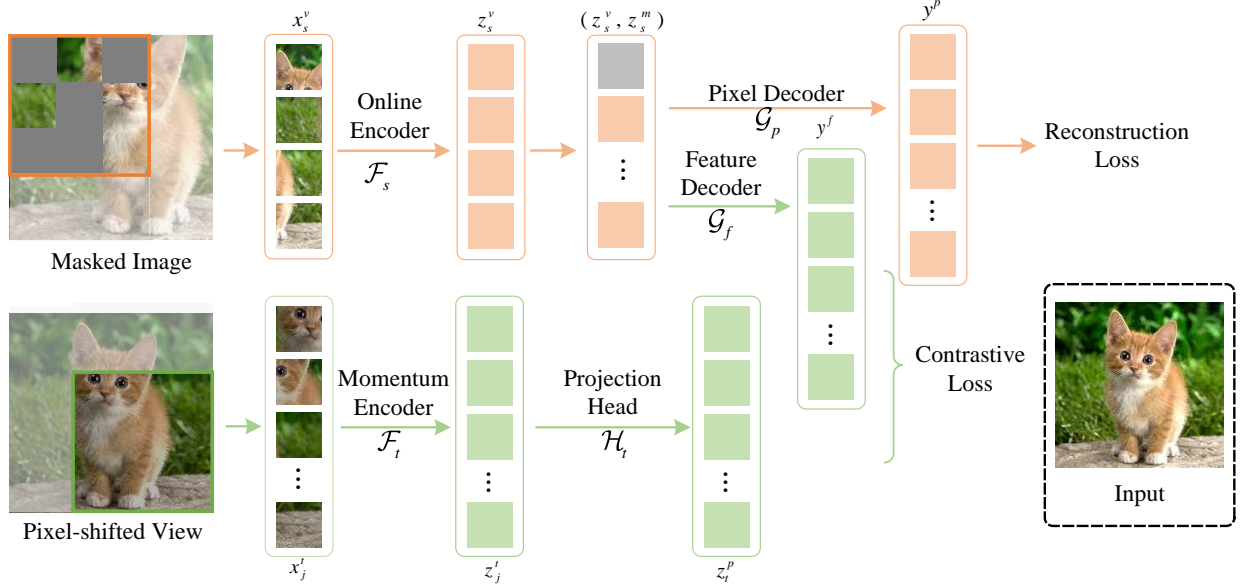 x_s^v
z_s^v
(z_s^v, z_s^m)
y^p
Online
Encoder
F_s
Pixel Decoder
G_p
y^f
Feature
Decoder
G_f
Reconstruction
Loss
Masked Image
Momentum
Encoder
F_t
Projection
Head
H_t
Contrastive
Loss
Input
Pixel-shifted View
x_j^t
z_j^t
z_t^p